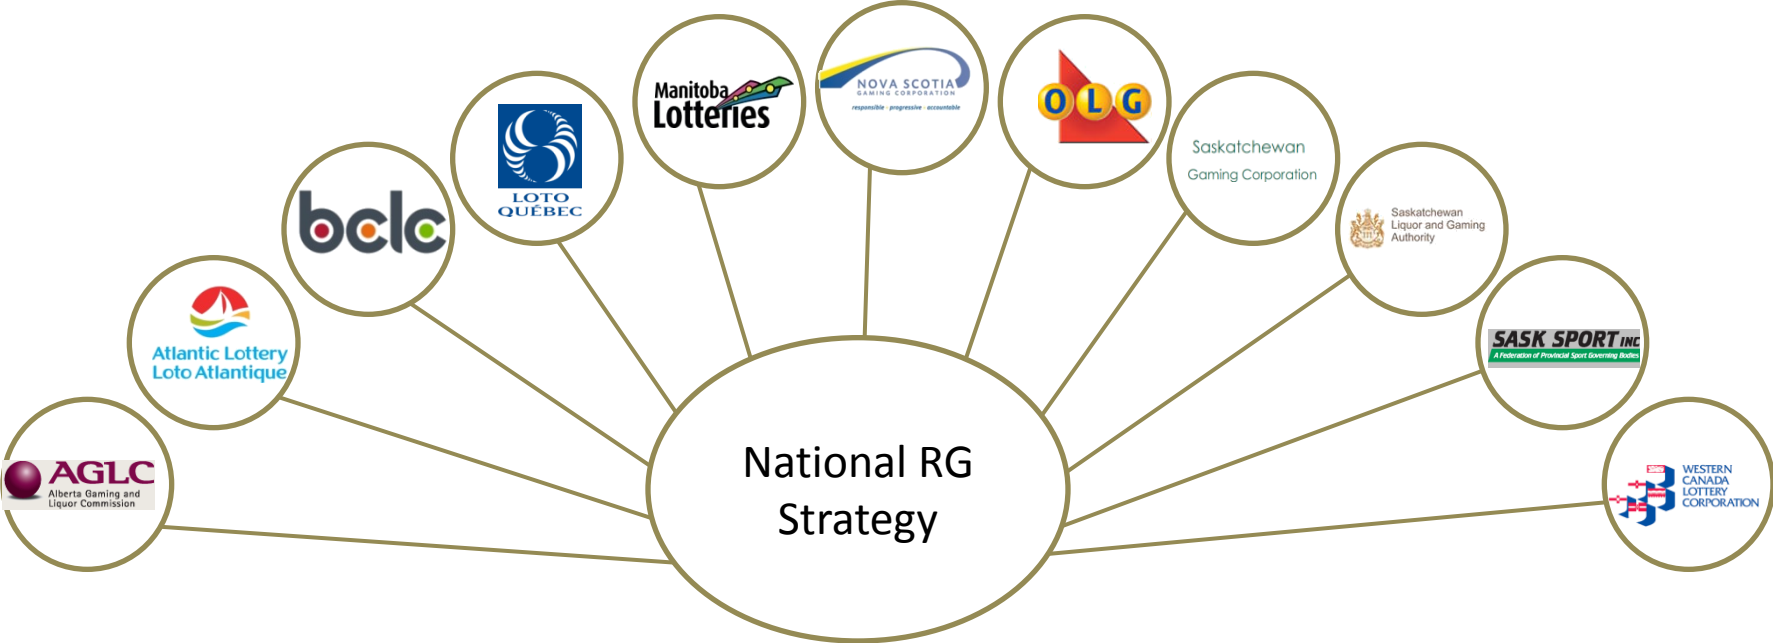 AGLC
Alberta Gaming and
Liquor Commission
Atlantic Lottery
Loto Atlantique
bclc
LOTO
QUÉBEC
Manitoba
Lotteries
NOVA SCOTIA
GAMING CORPORATION
responsible · progressive · accountable
OLG
Saskatchewan
Gaming Corporation
Saskatchewan
Liquor and Gaming
Authority
SASK SPORT INC
A Federation of Provincial Sport Governing Bodies
WESTERN
CANADA
LOTTERY
CORPORATION
National RG
Strategy